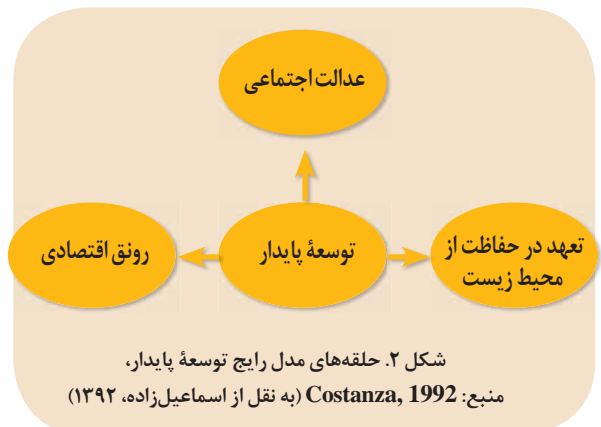 عدالت اجتماعی
تعهد در حفاظت از
محیط زیست
توسعهٔ پایدار
رونق اقتصادی
شکل ۲. حلقه‌های مدل رایج توسعهٔ پایدار،
منبع: Costanza, 1992 (به نقل از اسماعیل‌زاده، ۱۳۹۲)